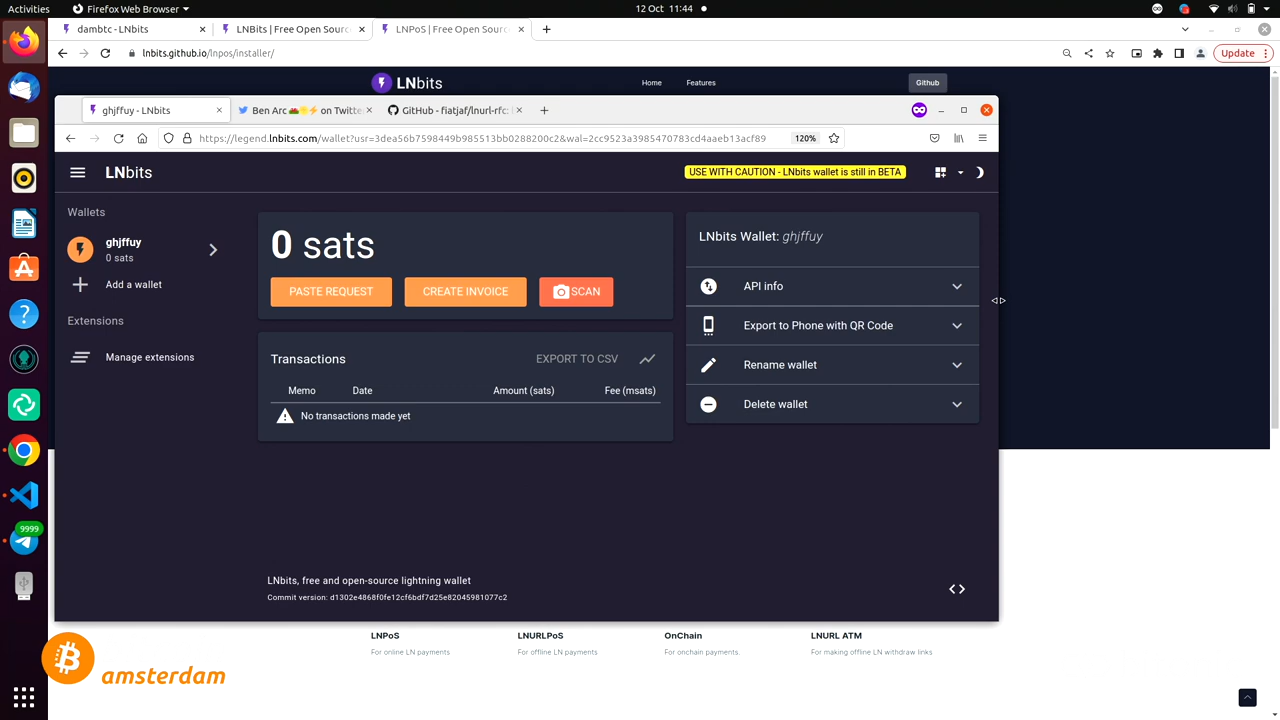 Firefox Web Browser
12 Oct 11:44
dambtc - LNbits
LNBits | Free Open Sourc
LNPoS | Free Open Sourc
lnbits.github.io/lnpos/installer/
Update
LNbits
Home
Features
Github
ghjffuy - LNbits
Ben Arc on Twitte
GitHub - fiatjaf/lnurl-rfc: L
https://legend.lnbits.com/wallet?usr=3dea56b7598449b985513bb0288200c2&wal=2cc9523a3985470783cd4aaeb13acf89
120%
LNbits
USE WITH CAUTION - LNbits wallet is still in BETA
Wallets
ghjffuy
0 sats
Add a wallet
Extensions
Manage extensions
0 sats
PASTE REQUEST
CREATE INVOICE
SCAN
Transactions
EXPORT TO CSV
Memo
Date
Amount (sats)
Fee (msats)
No transactions made yet
LNbits Wallet: ghjffuy
API info
Export to Phone with QR Code
Rename wallet
Delete wallet
LNbits, free and open-source lightning wallet
Commit version: d1302e4868f0fe12cf6bdf7d25e82045981077c2
9999
LNPoS
For online LN payments
LNURLPoS
For offline LN payments
OnChain
For onchain payments.
LNURL ATM
For making offline LN withdraw links
amsterdam